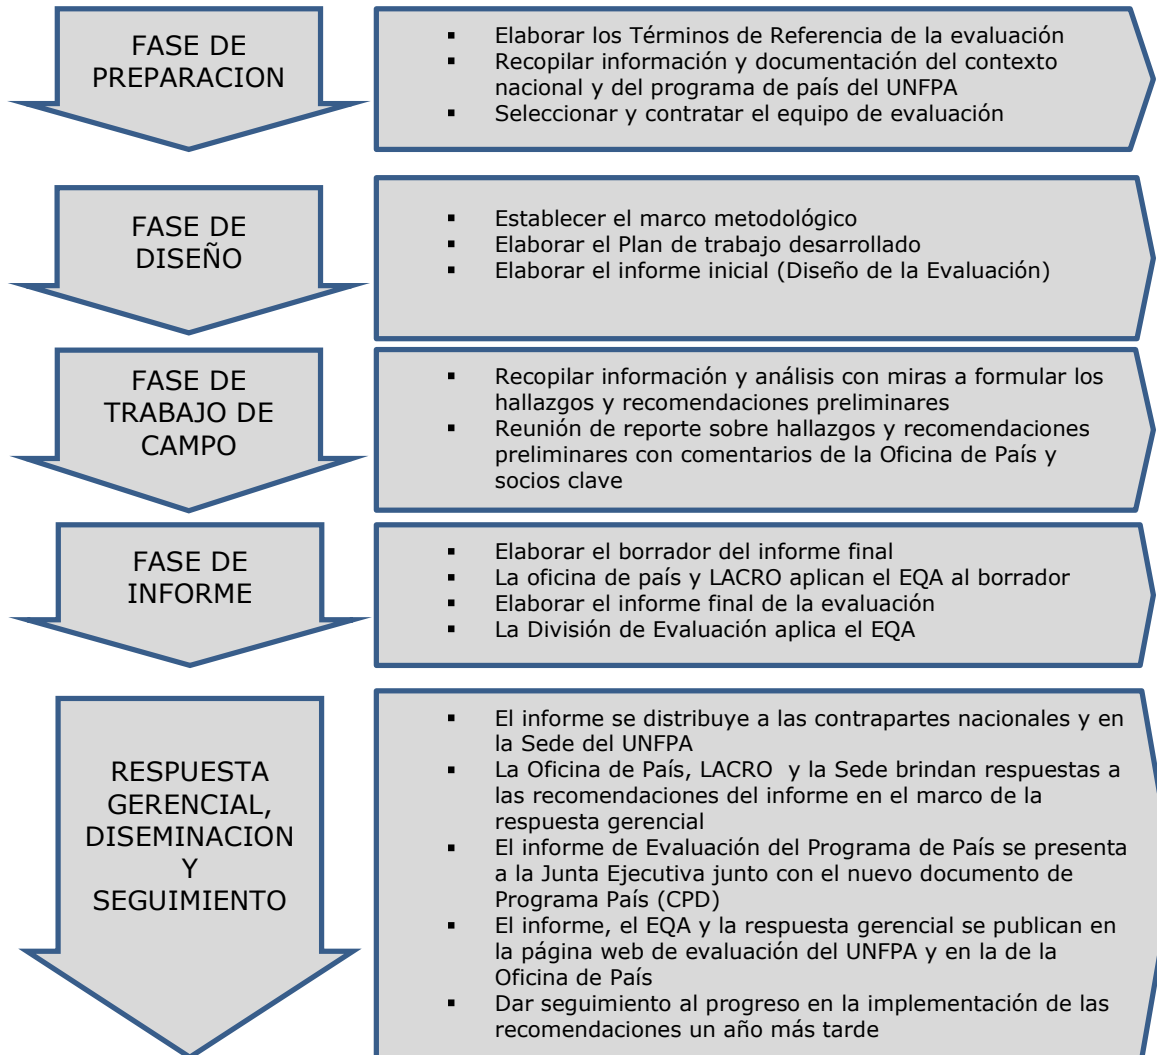 FASE DE
PREPARACION
▪ Elaborar los Términos de Referencia de la evaluación
▪ Recopilar información y documentación del contexto
nacional y del programa de país del UNFPA
▪ Seleccionar y contratar el equipo de evaluación
FASE DE
DISEÑO
▪ Establecer el marco metodológico
▪ Elaborar el Plan de trabajo desarrollado
▪ Elaborar el informe inicial (Diseño de la Evaluación)
FASE DE
TRABAJO DE
CAMPO
▪ Recopilar información y análisis con miras a formular los
hallazgos y recomendaciones preliminares
▪ Reunión de reporte sobre hallazgos y recomendaciones
preliminares con comentarios de la Oficina de País y
socios clave
FASE DE
INFORME
▪ Elaborar el borrador del informe final
▪ La oficina de país y LACRO aplican el EQA al borrador
▪ Elaborar el informe final de la evaluación
▪ La División de Evaluación aplica el EQA
RESPUESTA
GERENCIAL,
DISEMINACION
Y
SEGUIMIENTO
▪ El informe se distribuye a las contrapartes nacionales y en
la Sede del UNFPA
▪ La Oficina de País, LACRO y la Sede brindan respuestas a
las recomendaciones del informe en el marco de la
respuesta gerencial
▪ El informe de Evaluación del Programa de País se presenta
a la Junta Ejecutiva junto con el nuevo documento de
Programa País (CPD)
▪ El informe, el EQA y la respuesta gerencial se publican en
la página web de evaluación del UNFPA y en la de la
Oficina de País
▪ Dar seguimiento al progreso en la implementación de las
recomendaciones un año más tarde